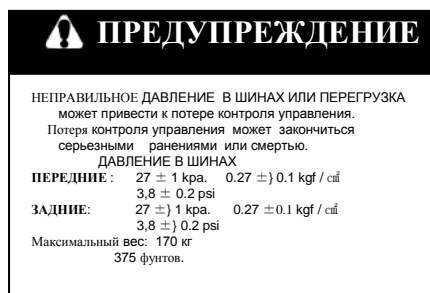 ПРЕДУПРЕЖДЕНИЕ
НЕПРАВИЛЬНОЕ ДАВЛЕНИЕ В ШИНАХ ИЛИ ПЕРЕГРУЗКА
может привести к потере контроля управления.
Потеря контроля управления может закончиться
серьезными ранениями или смертью.
ДАВЛЕНИЕ В ШИНАХ
ПЕРЕДНИЕ : 27 ± 1 kpa. 0.27 ±} 0.1 kgf / ㎠
3,8 ± 0.2 psi
ЗАДНИЕ: 27 ±} 1 kpa. 0.27 ±0.1 kgf / ㎠
3,8 ±} 0.2 psi
Максимальный вес: 170 кг
375 фунтов.